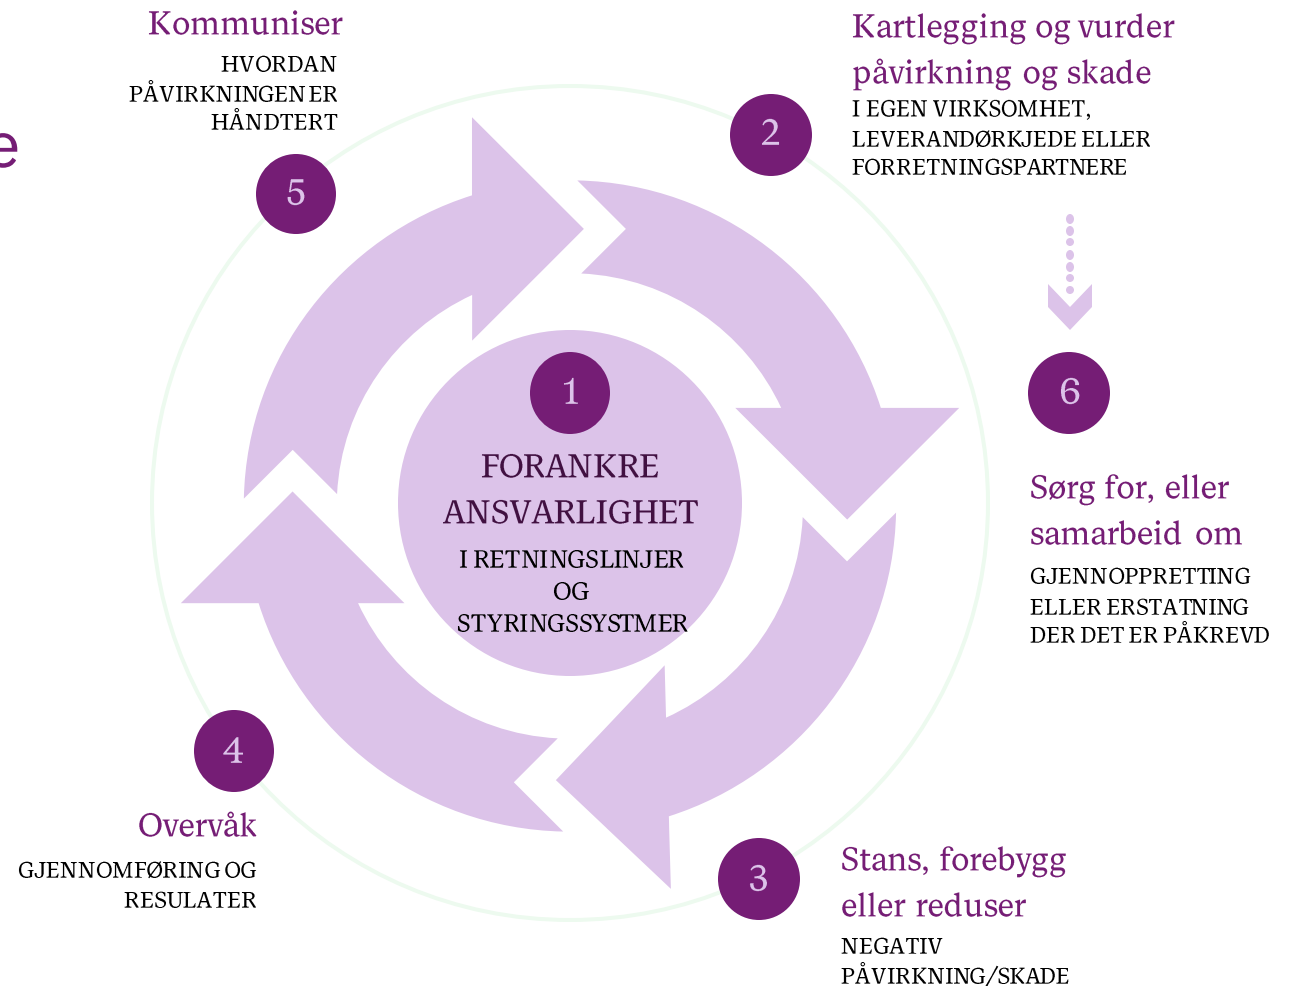 e
1
FORANKRE
ANSVARLIGHET
I RETNINGSLINJER
OG
STYRINGSSYSTMER
2
Kartlegging og vurder
påvirkning og skade
I EGEN VIRKSOMHET,
LEVERANDØRKJEDE ELLER
FORRETNINGSPARTNERE
3
Stans, forebygg
eller reduser
NEGATIV
PÅVIRKNING/SKADE
4
Overvåk
GJENNOMFØRING OG
RESULATER
5
Kommuniser
HVORDAN
PÅVIRKNINGEN ER
HÅNDTERT
6
Sørg for, eller
samarbeid om
GJENNOPPRETTING
ELLER ERSTATNING
DER DET ER PÅKREVD